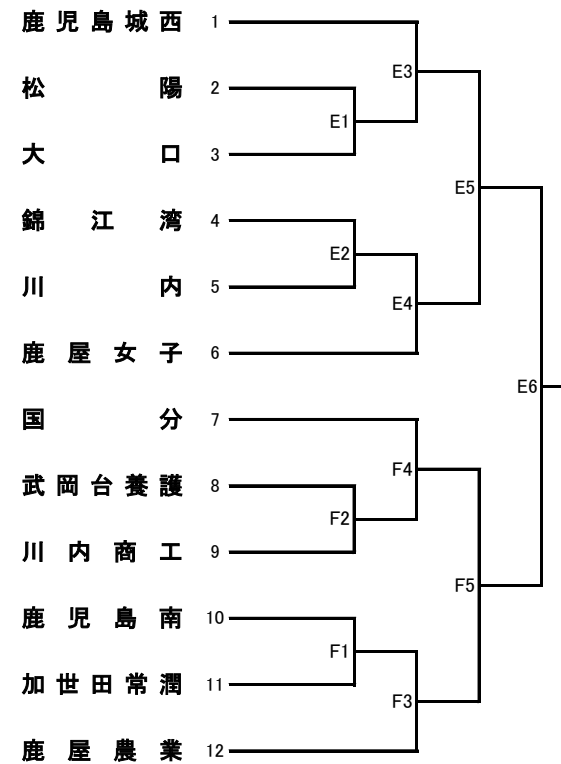 鹿児島城西 1
E3
松陽 2
E1
大口 3
E5
錦江湾 4
E2
川内 5
E4
鹿屋女子 6
E6
国分 7
F4
武岡台養護 8
F2
川内商工 9
F5
鹿児島南 10
F1
加世田常潤 11
F3
鹿屋農業 12